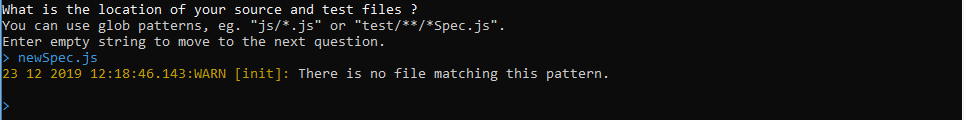 What is the location of your source and test files ?
You can use glob patterns, eg. "js/*.js" or "test/**/*Spec.js".
Enter empty string to move to the next question.
> newSpec.js
23 12 2019 12:18:46.143:WARN [init]: There is no file matching this pattern.
>